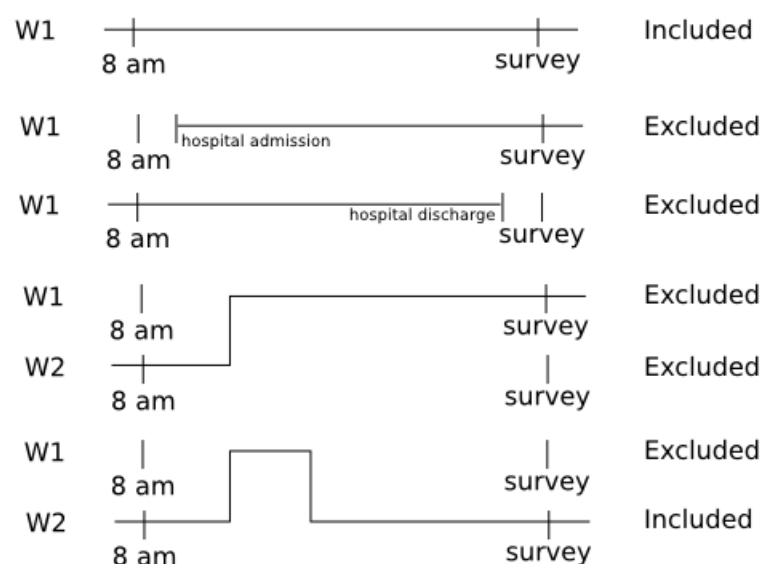 W1 Included
8 am survey
W1 Excluded
hospital admission
8 am survey
W1 Excluded
hospital discharge
8 am survey
W1 Excluded
8 am survey
W2 Excluded
8 am survey
W1 Excluded
8 am survey
W2 Included
8 am survey